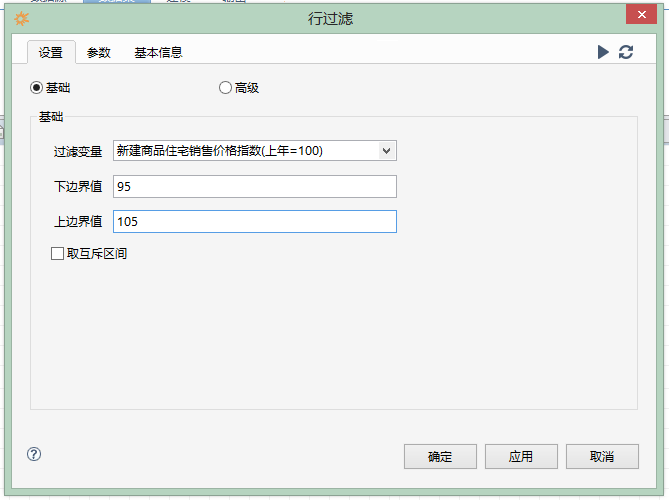 行过滤
设置 参数 基本信息
基础 高级
基础
过滤变量 新建商品住宅销售价格指数(上年=100)
下边界值 95
上边界值 105
取互斥区间
确定 应用 取消